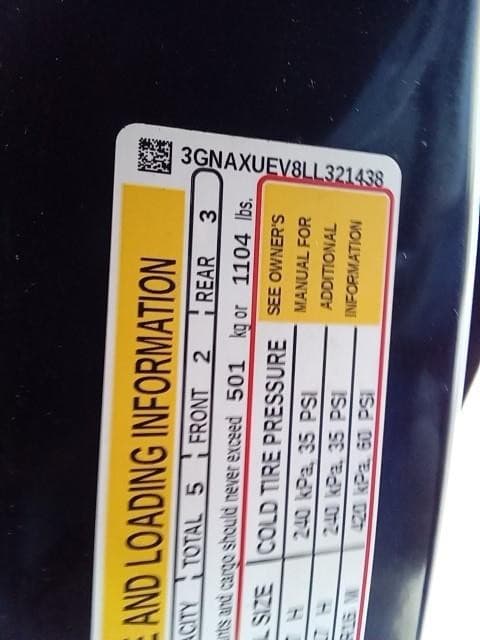 3GNAXUEV8LL321438
E AND LOADING INFORMATION
ACITY TOTAL 5 FRONT 2 REAR 3
nts and cargo should never exceed 501 kg or 1104 lbs.
L SIZE COLD TIRE PRESSURE
H 240 kPa, 35 PSI
H 240 kPa, 35 PSI
M 420 kPa, 60 PSI
SEE OWNER'S
MANUAL FOR
ADDITIONAL
INFORMATION